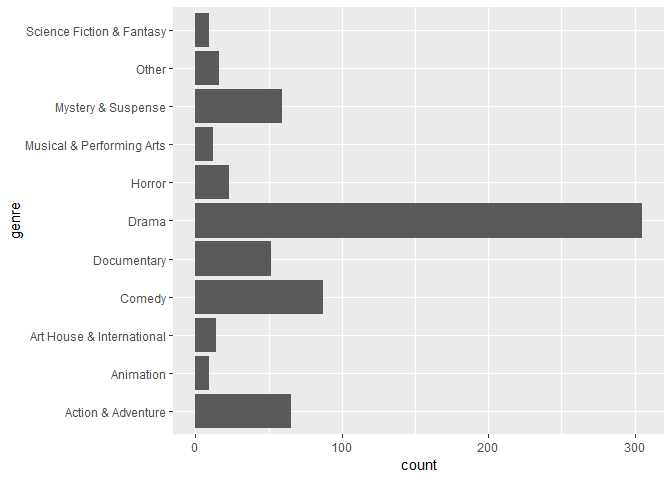 Science Fiction & Fantasy
Other
Mystery & Suspense
Musical & Performing Arts
Horror
Drama
Documentary
Comedy
Art House & International
Animation
Action & Adventure
genre
0 100 200 300
count